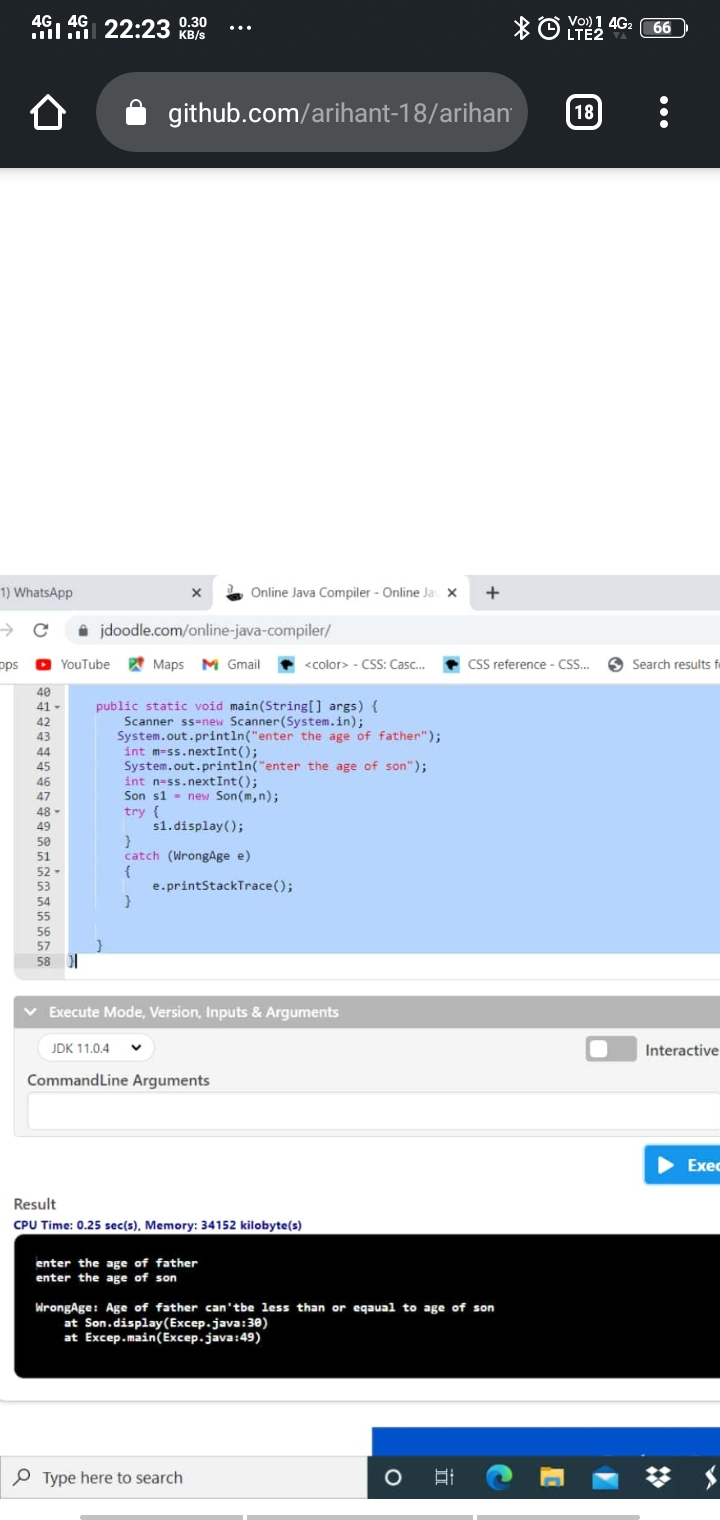 4G 4G 22:23 0.30 KB/s ... Vo)) 1 LTE2 4G2 66
github.com/arihant-18/arihan 18
1) WhatsApp × Online Java Compiler - Online Ja × +
jdoodle.com/online-java-compiler/
pps YouTube Maps Gmail <color> - CSS: Casc... CSS reference - CSS... Search results f
40
41 public static void main(String[] args) {
42 Scanner ss=new Scanner(System.in);
43 System.out.println("enter the age of father");
44 int m=ss.nextInt();
45 System.out.println("enter the age of son");
46 int n=ss.nextInt();
47 Son s1 = new Son(m,n);
48 try {
49 s1.display();
50 }
51 catch (WrongAge e)
52 {
53 e.printStackTrace();
54 }
55
56
57 }
58 }
Execute Mode, Version, Inputs & Arguments
JDK 11.0.4 Interactive
CommandLine Arguments
Exec
Result
CPU Time: 0.25 sec(s), Memory: 34152 kilobyte(s)
enter the age of father
enter the age of son
WrongAge: Age of father can'tbe less than or eqaual to age of son
at Son.display(Excep.java:30)
at Excep.main(Excep.java:49)
Type here to search